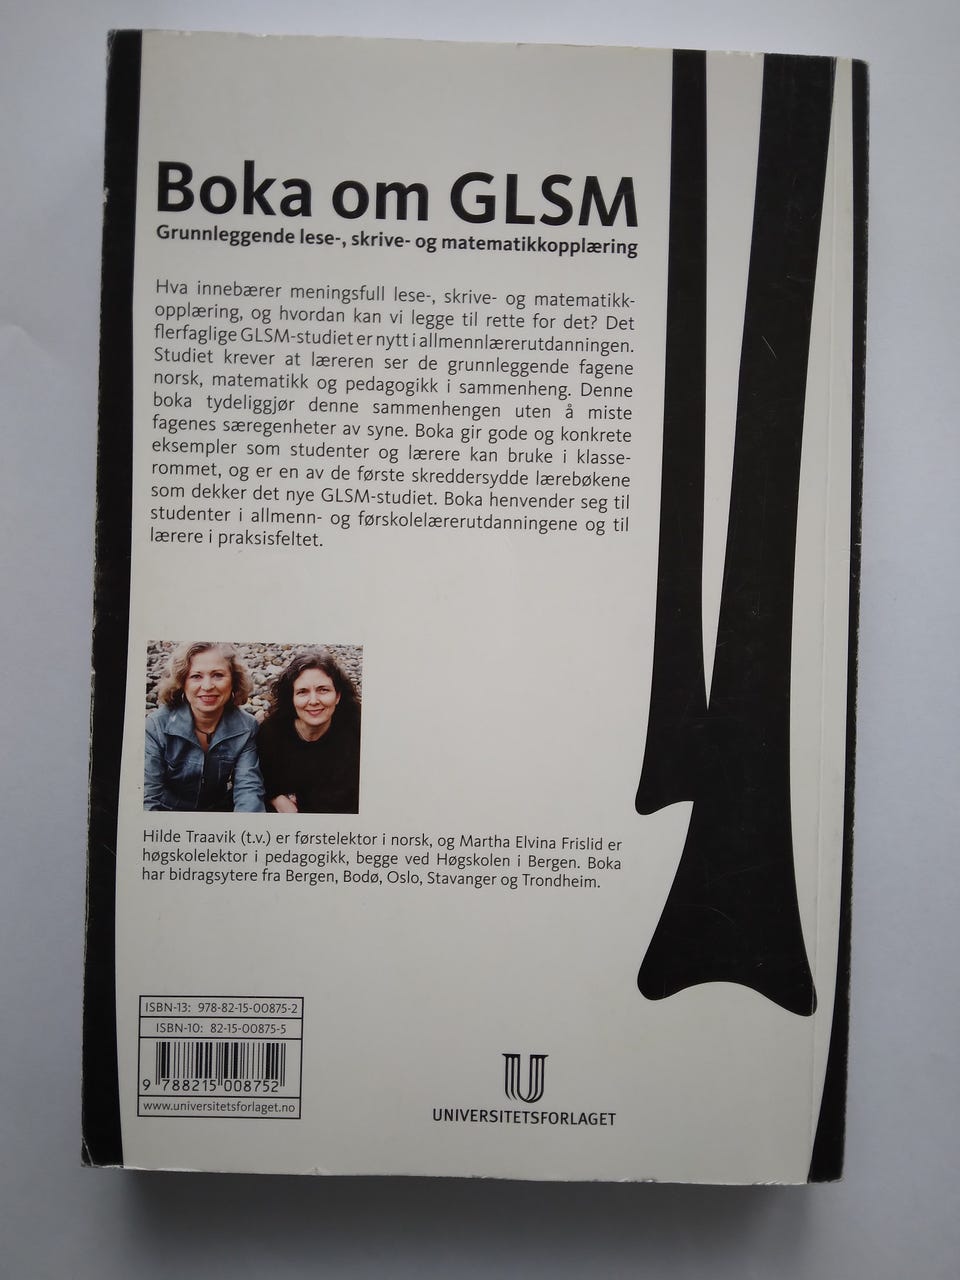 Boka om GLSM
Grunnleggende lese-, skrive- og matematikkopplæring
Hva innebærer meningsfull lese-, skrive- og matematikk-
opplæring, og hvordan kan vi legge til rette for det? Det
flerfaglige GLSM-studiet er nytt i allmennlærerutdanningen.
Studiet krever at læreren ser de grunnleggende fagene
norsk, matematikk og pedagogikk i sammenheng. Denne
boka tydeliggjør denne sammenhengen uten å miste
fagenes særegenheter av syne. Boka gir gode og konkrete
eksempler som studenter og lærere kan bruke i klasse-
rommet, og er en av de første skreddersydde lærebøkene
som dekker det nye GLSM-studiet. Boka henvender seg til
studenter i allmenn- og førskolelærerutdanningene og til
lærere i praksisfeltet.
Hilde Traavik (t.v.) er førstelektor i norsk, og Martha Elvina Frislid er
høgskolelektor i pedagogikk, begge ved Høgskolen i Bergen. Boka
har bidragsytere fra Bergen, Bodø, Oslo, Stavanger og Trondheim.
ISBN-13: 978-82-15-00875-2
ISBN-10: 82-15-00875-5
9 788215 008752
www.universitetsforlaget.no
U
UNIVERSITETSFORLAGET